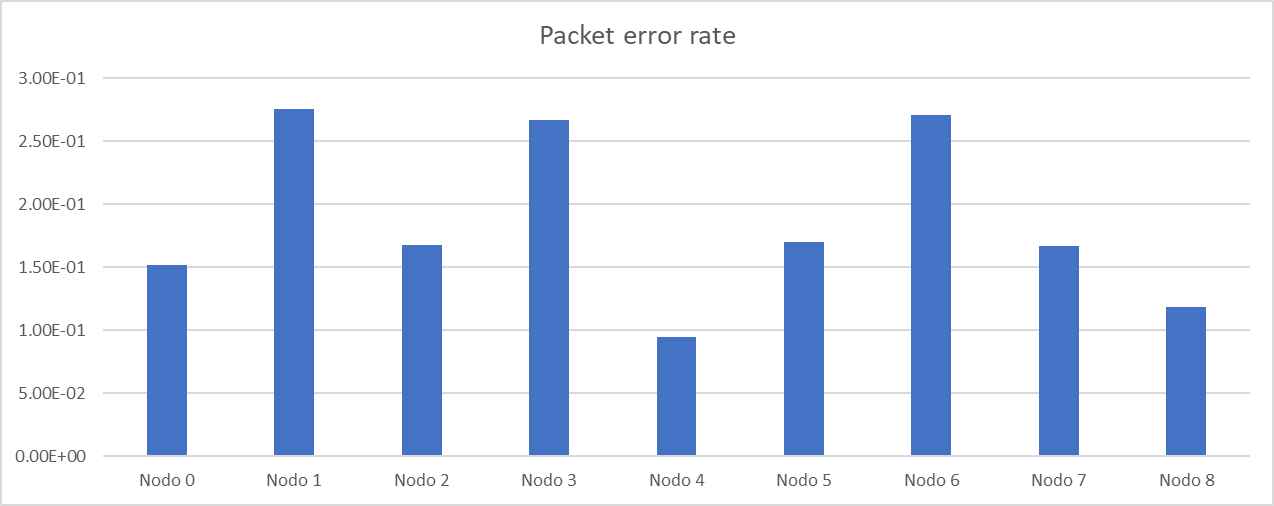 Packet error rate
3.00E-01
2.50E-01
2.00E-01
1.50E-01
1.00E-01
5.00E-02
0.00E+00
Nodo 0 Nodo 1 Nodo 2 Nodo 3 Nodo 4 Nodo 5 Nodo 6 Nodo 7 Nodo 8